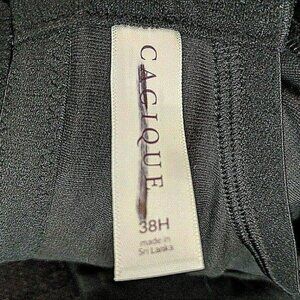 CACIQUE
38H
made in
Sri Lanka